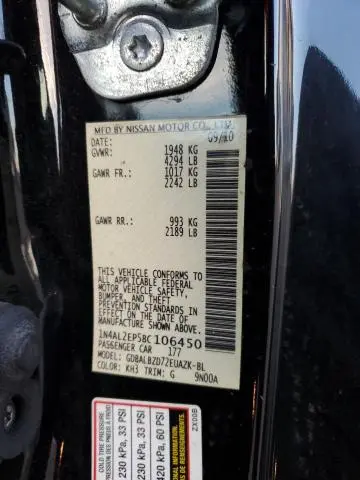 MFD BY NISSAN MOTOR CO., LTD.
DATE: 09/10
GVWR: 1948 KG
4294 LB
GAWR FR: 1017 KG
2242 LB
GAWR RR: 993 KG
2189 LB
THIS VEHICLE CONFORMS TO
ALL APPLICABLE FEDERAL
MOTOR VEHICLE SAFETY,
BUMPER, AND THEFT
PREVENTION STANDARDS IN
EFFECT ON THE DATE OF
MANUFACTURE SHOWN ABOVE.
1N4AL2EP5BC106450
PASSENGER CAR 177
MODEL: GDBALBZD72EUAZK-BL
COLOR: KH3 TRIM: G 9N00A
230 kPa, 33 PSI
230 kPa, 33 PSI
420 kPa, 60 PSI
ZX00B